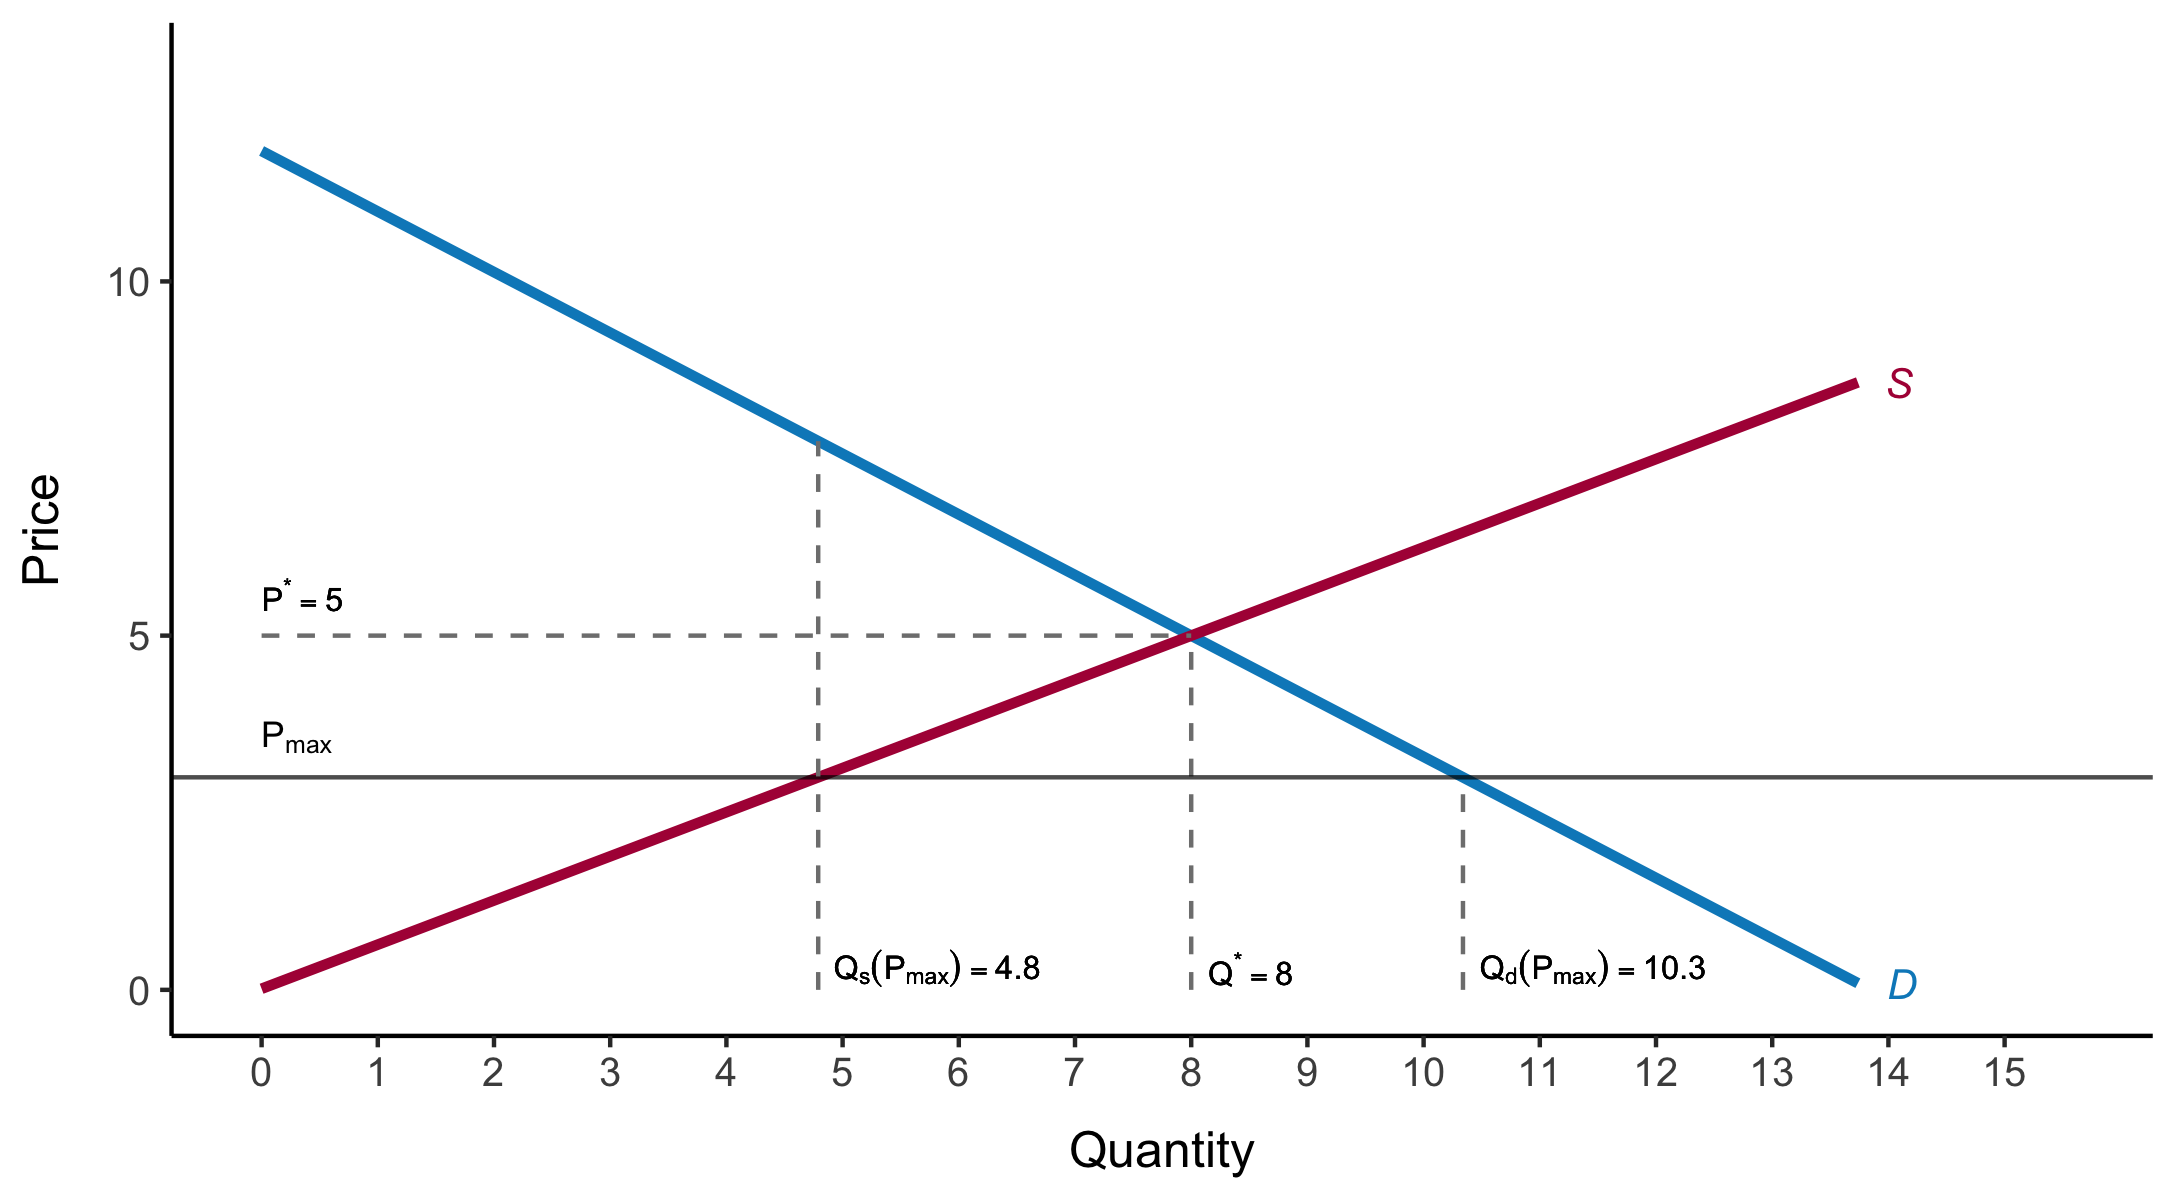 10
S
Price
P* = 5
5
Pmax
Qs(Pmax) = 4.8
Q* = 8
Qd(Pmax) = 10.3
D
0
0 1 2 3 4 5 6 7 8 9 10 11 12 13 14 15
Quantity